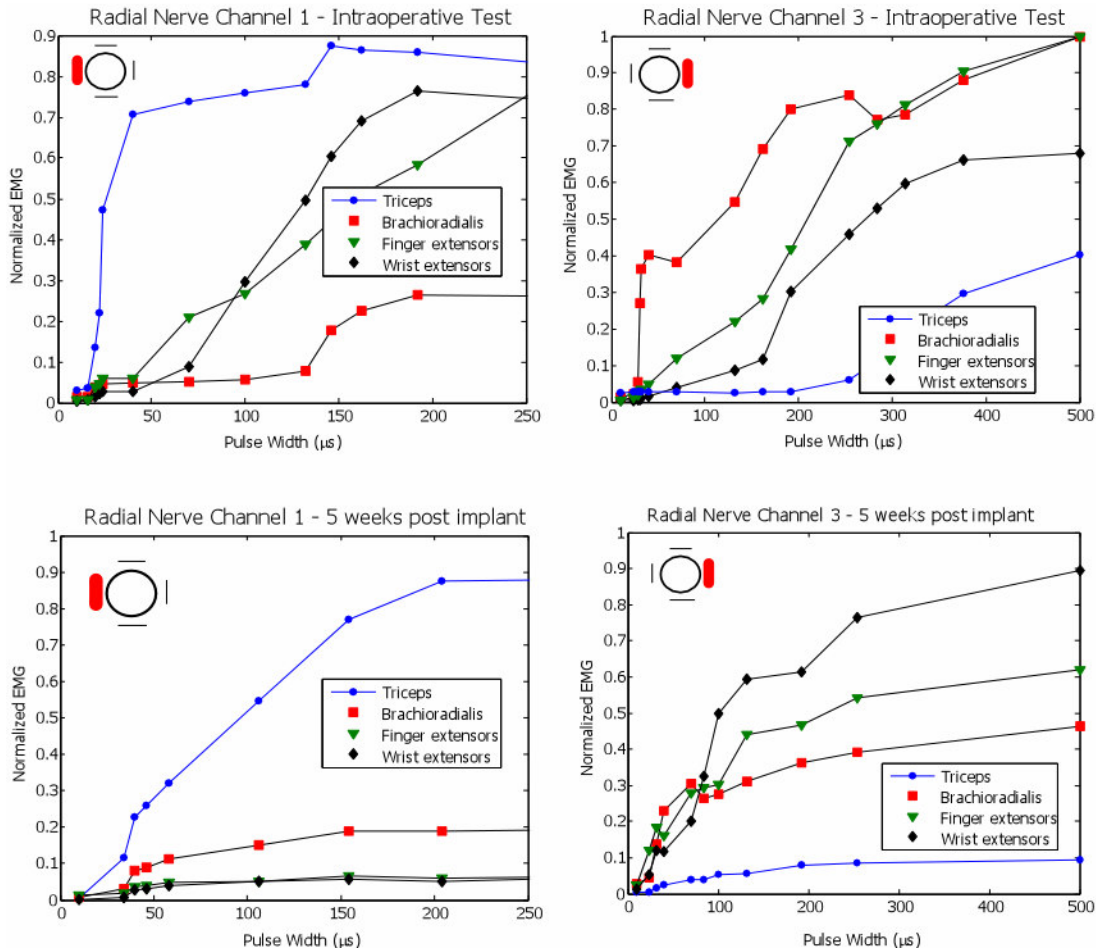 Radial Nerve Channel 1 - Intraoperative Test
0.9
0.8
0.7
0.6
0.5
0.4
0.3
0.2
0.1
0
0 50 100 150 200 250
Normalized EMG
Pulse Width (μs)
Triceps
Brachioradialis
Finger extensors
Wrist extensors
Radial Nerve Channel 3 - Intraoperative Test
1
0.9
0.8
0.7
0.6
0.5
0.4
0.3
0.2
0.1
0
0 100 200 300 400 500
Normalized EMG
Pulse Width (μs)
Triceps
Brachioradialis
Finger extensors
Wrist extensors
Radial Nerve Channel 1 - 5 weeks post implant
1
0.9
0.8
0.7
0.6
0.5
0.4
0.3
0.2
0.1
0
0 50 100 150 200 250
Normalized EMG
Pulse Width (μs)
Triceps
Brachioradialis
Finger extensors
Wrist extensors
Radial Nerve Channel 3 - 5 weeks post implant
1
0.9
0.8
0.7
0.6
0.5
0.4
0.3
0.2
0.1
0
0 100 200 300 400 500
Normalized EMG
Pulse Width (μs)
Triceps
Brachioradialis
Finger extensors
Wrist extensors